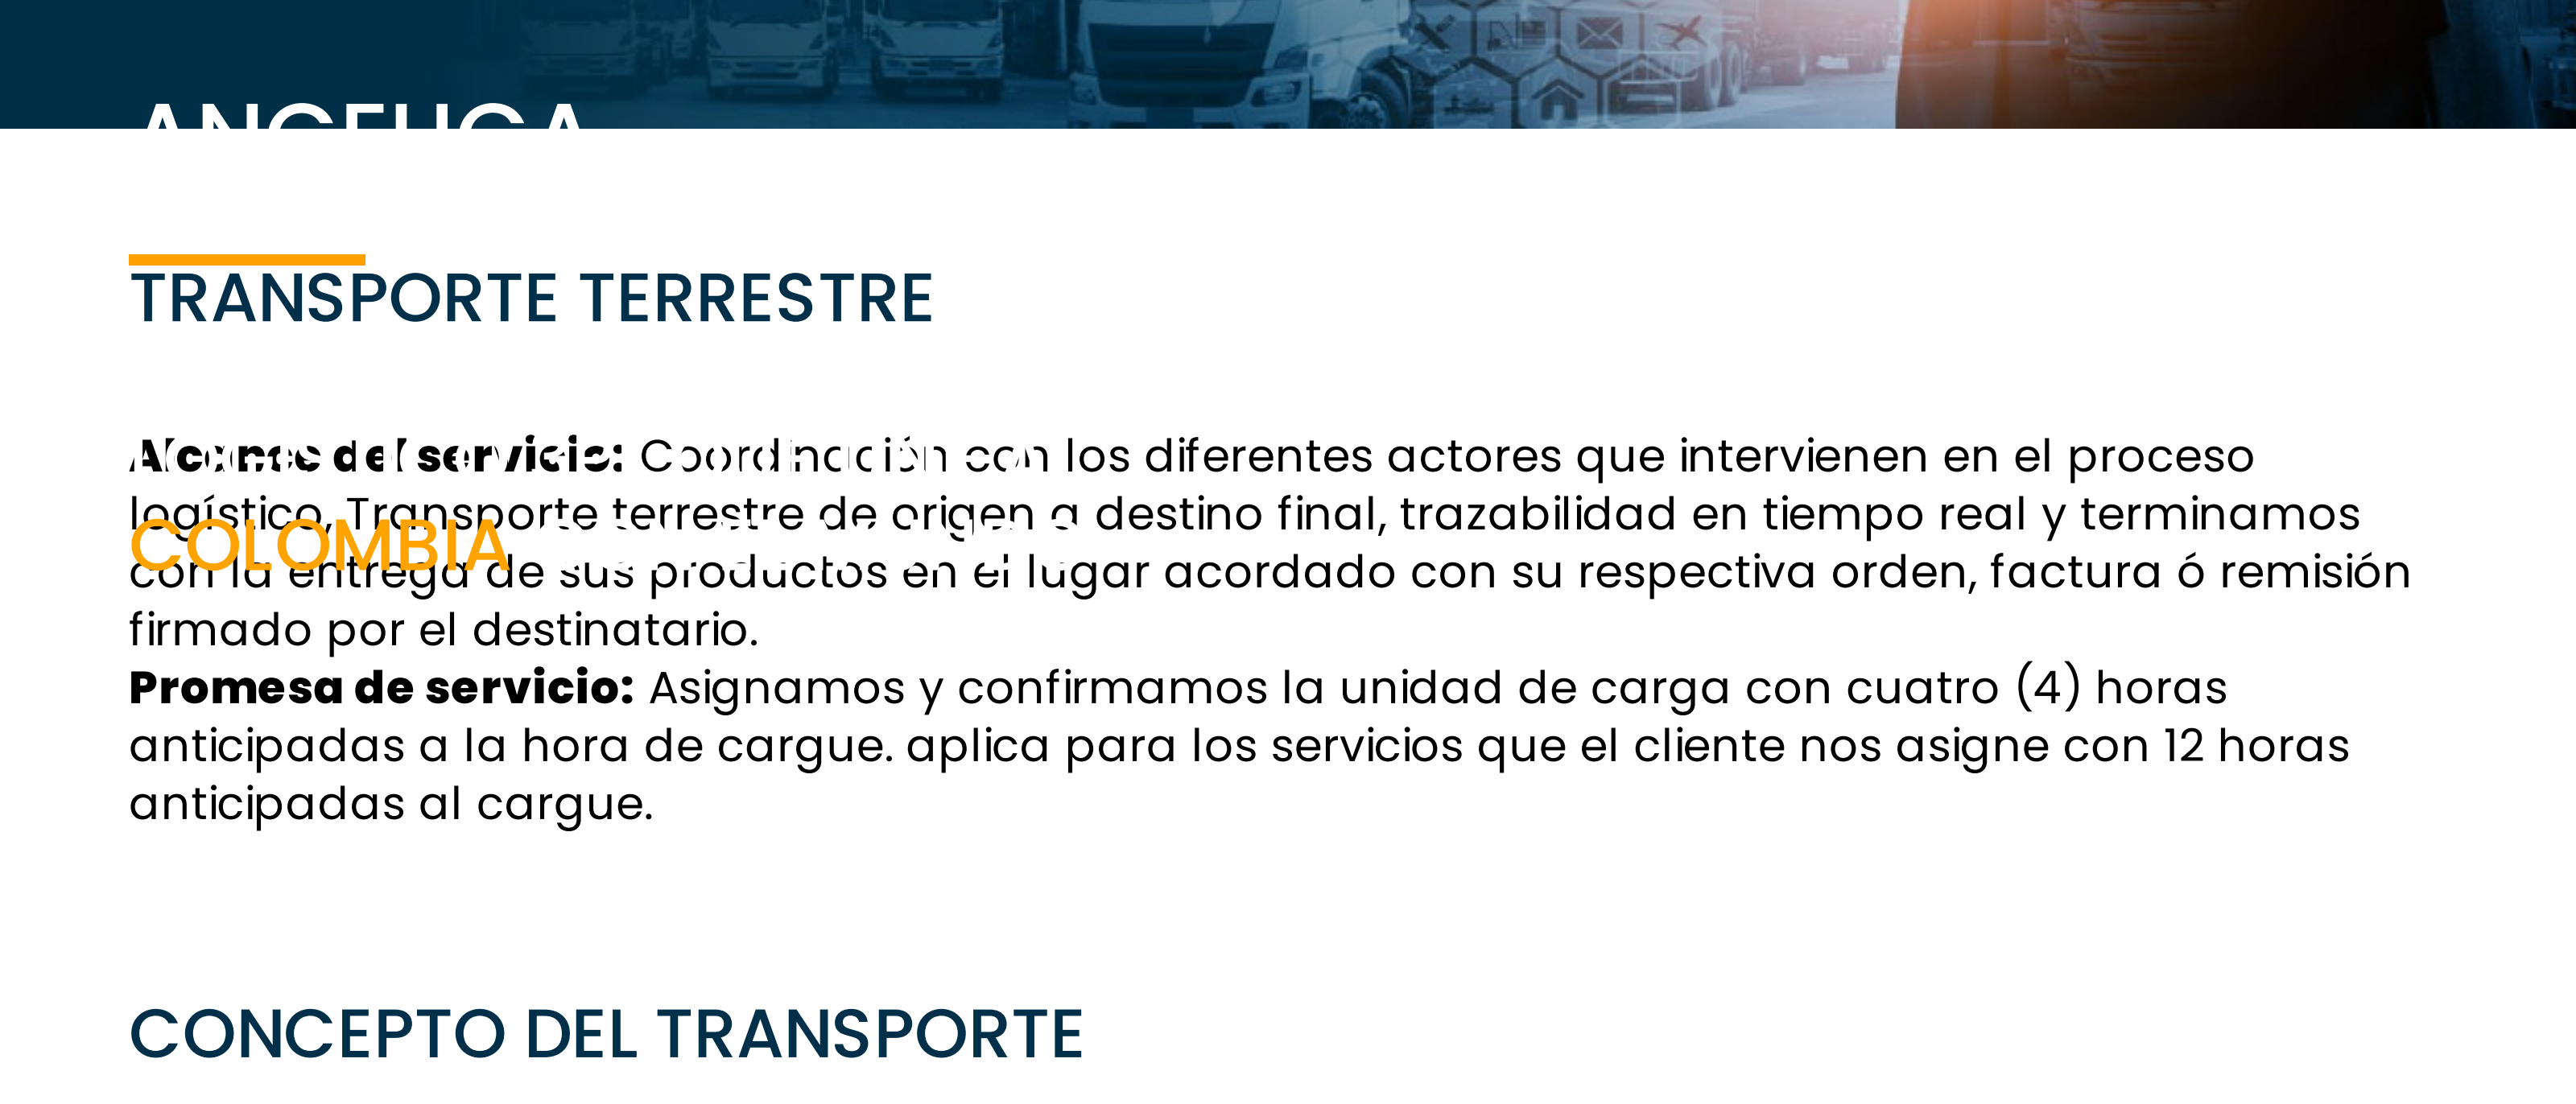 ANGELICA
TRANSPORTE TERRESTRE
Alcance del servicio: Coordinación con los diferentes actores que intervienen en el proceso
logístico, Transporte terrestre de origen a destino final, trazabilidad en tiempo real y terminamos
COLOMBIA
con la entrega de sus productos en el lugar acordado con su respectiva orden, factura ó remisión
firmado por el destinatario.
Promesa de servicio: Asignamos y confirmamos la unidad de carga con cuatro (4) horas
anticipadas a la hora de cargue. aplica para los servicios que el cliente nos asigne con 12 horas
anticipadas al cargue.
CONCEPTO DEL TRANSPORTE